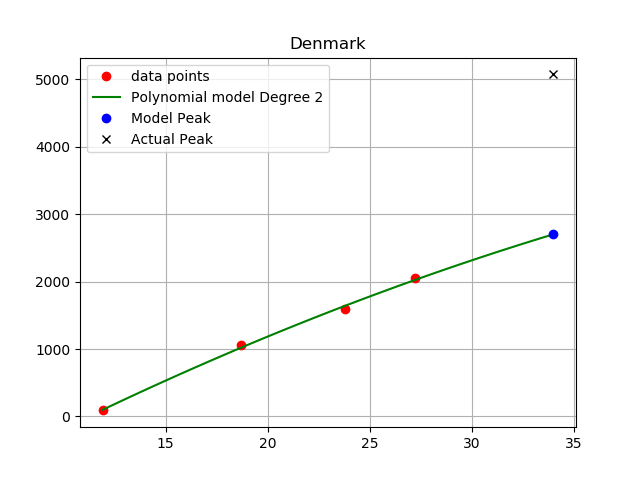 Denmark
data points
Polynomial model Degree 2
Model Peak
Actual Peak
5000
4000
3000
2000
1000
0
15
20
25
30
35